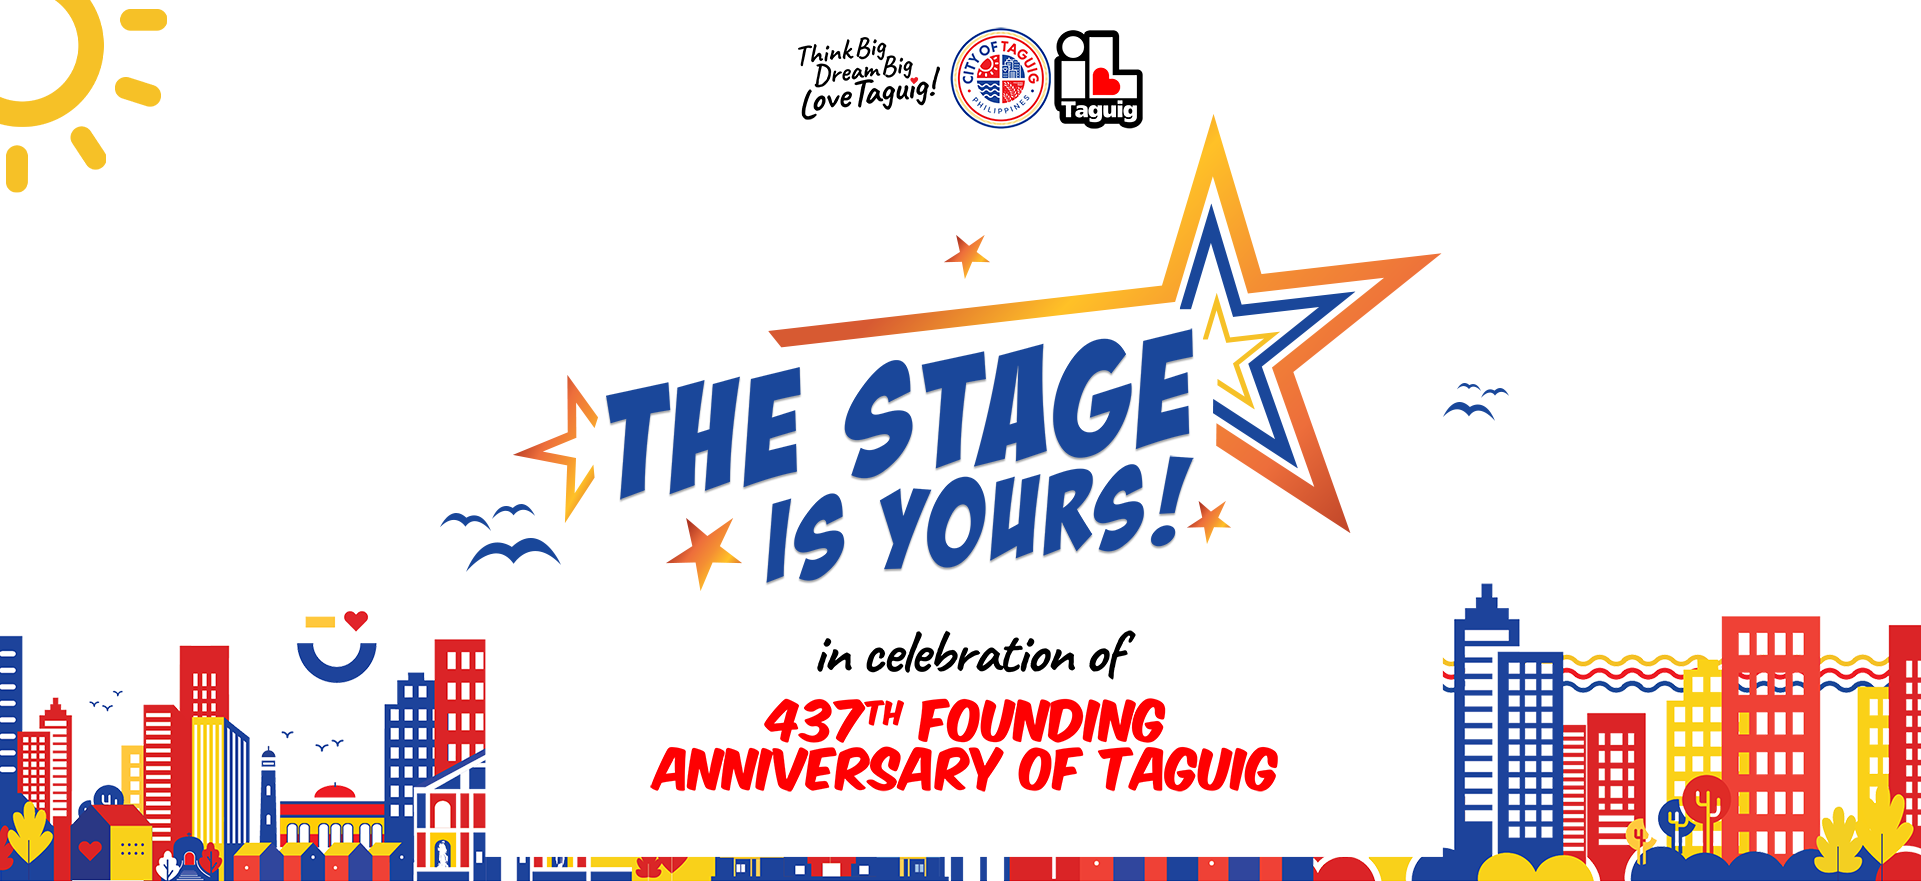 Think Big
Dream Big
Love Taguig!
CITY OF TAGUIG
PHILIPPINES
iL
Taguig
THE STAGE
IS YOURS!
in celebration of
437TH FOUNDING
ANNIVERSARY OF TAGUIG